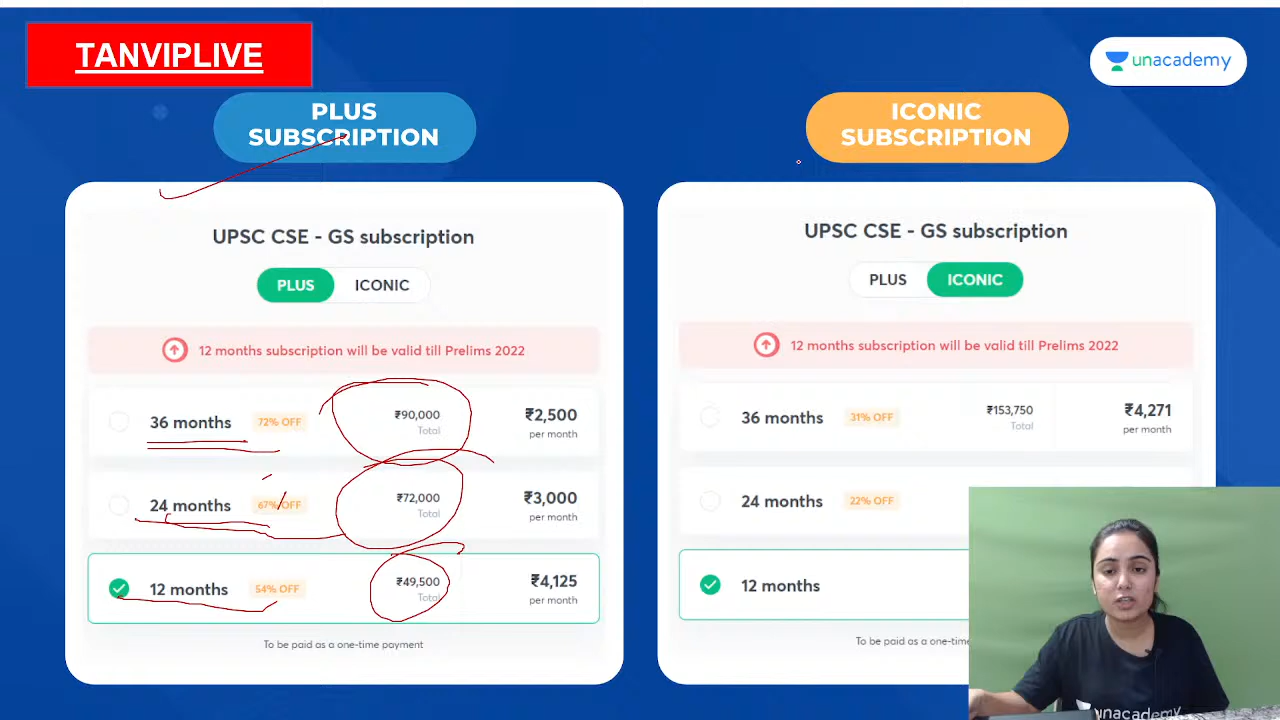 TANVIPLIVE
unacademy
PLUS
SUBSCRIPTION
ICONIC
SUBSCRIPTION
UPSC CSE - GS subscription
PLUS ICONIC
12 months subscription will be valid till Prelims 2022
36 months 72% OFF ₹90,000 ₹2,500
Total per month
24 months 67% OFF ₹72,000 ₹3,000
Total per month
12 months 54% OFF ₹49,500 ₹4,125
Total per month
To be paid as a one-time payment
UPSC CSE - GS subscription
PLUS ICONIC
12 months subscription will be valid till Prelims 2022
36 months 31% OFF ₹153,750 ₹4,271
Total per month
24 months 22% OFF
12 months
To be paid as a one-time
unacademy